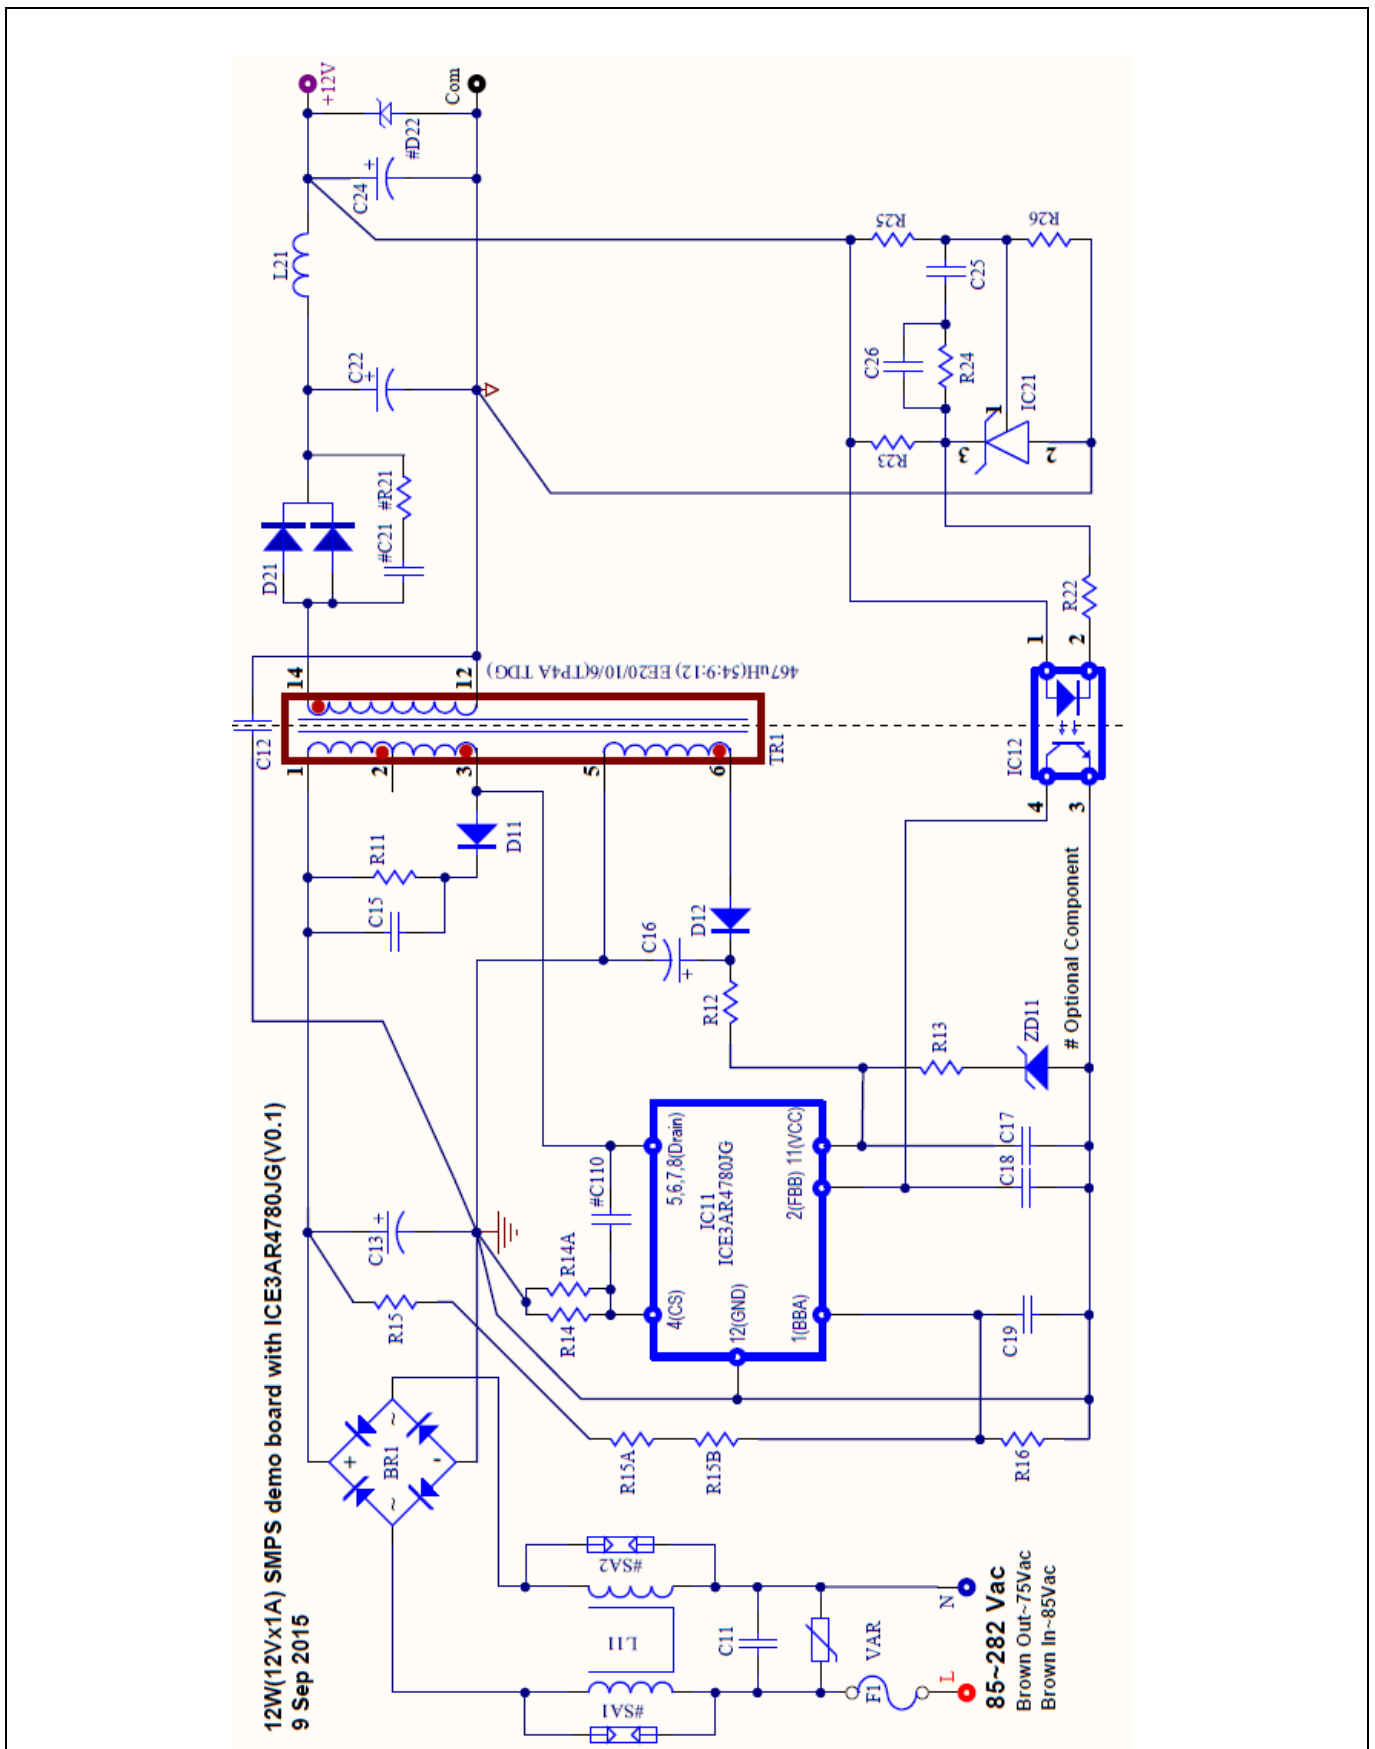 12W(12Vx1A) SMPS demo board with ICE3AR4780JG(V0.1)
9 Sep 2015
+12V
Com
#D22
C24
L21
C22
#R21
#C21
D21
R25
R26
C25
C26
R24
IC21
R23
1
3
2
R22
1
2
IC12
4
3
C12
14
12
467uH(54:9:12) EE20/10/6(TP4A TDG)
TR1
1
2
3
5
6
D11
R11
C15
C16
D12
R12
R13
ZD11
# Optional Component
C17
C18
C19
5,6,7,8(Drain)
IC11
ICE3AR4780JG
11(VCC)
2(FBB)
4(CS)
12(GND)
1(BBA)
#C110
R14A
R14
C13
+
R15
R15A
R15B
R16
BR1
+
-
~
~
#SA2
L11
#SA1
C11
VAR
F1
N
L
85~282 Vac
Brown Out~75Vac
Brown In~85Vac